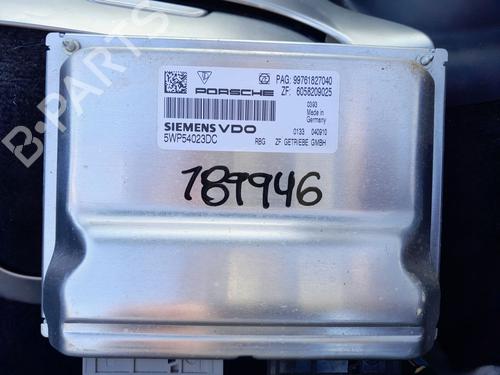 PORSCHE
PAG: 99761827040
ZF: 6058209025
0393
Made in
Germany
SIEMENS VDO
5WP54023DC
0133 040910
RBG ZF GETRIEBE GMBH
189946
B-PARTS